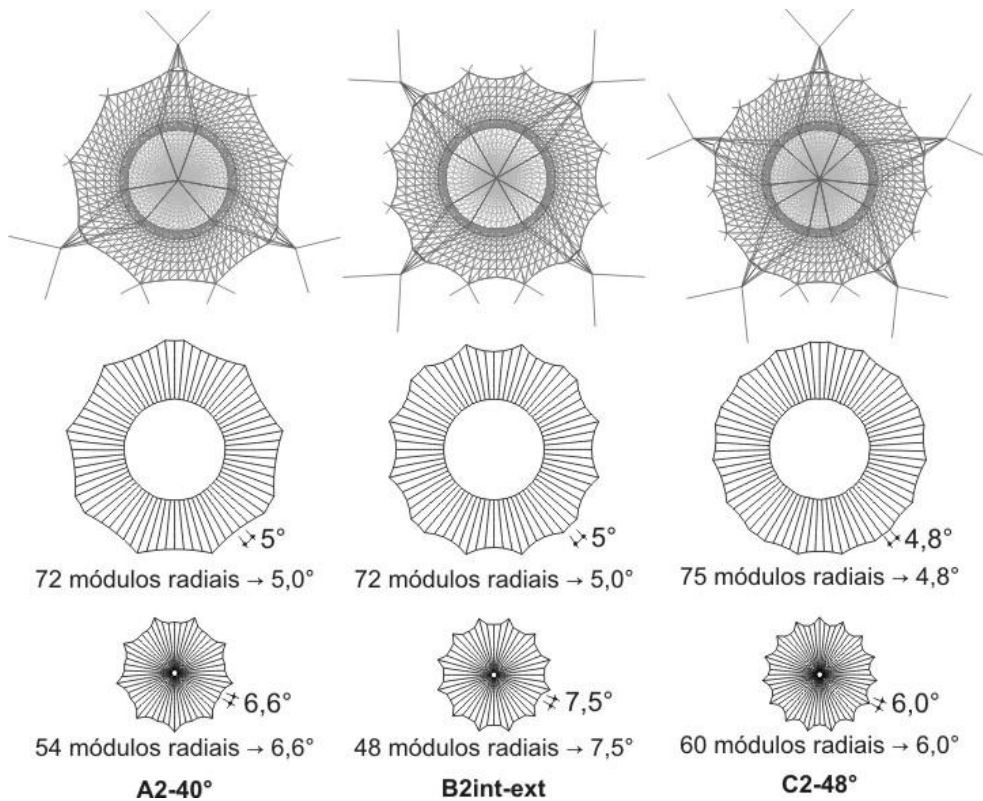 5° 5° 4,8°
72 módulos radiais → 5,0° 72 módulos radiais → 5,0° 75 módulos radiais → 4,8°
6,6° 7,5° 6,0°
54 módulos radiais → 6,6° 48 módulos radiais → 7,5° 60 módulos radiais → 6,0°
A2-40° B2int-ext C2-48°